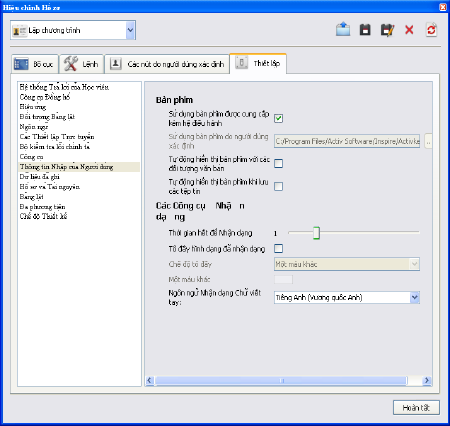 Hiệu chỉnh Hồ sơ
Lập chương trình
Bố cục
Lệnh
Các nút do người dùng xác định
Thiết lập
Hệ thống Trả lời của Học viên
Công cụ Đồng hồ
Hiệu ứng
Đối tượng Bảng lật
Ngôn ngữ
Các Thiết lập Trực tuyến
Bộ kiểm tra lỗi chính tả
Công cụ
Thông tin Nhập của Người dùng
Dữ liệu đã ghi
Hồ sơ và Tài nguyên
Bảng lật
Đa phương tiện
Chế độ Thiết kế
Bàn phím
Sử dụng bàn phím được cung cấp
kèm hệ điều hành
Sử dụng bàn phím do người dùng
xác định
C:/Program Files/Activ Software/Inspire/Activke
..
Tự động hiển thị bàn phím với các
đối tượng văn bản
Tự động hiển thị bàn phím khi lưu
các tệp tin
Các Công cụ Nhậ n
dạ ng
Thời gian hết để Nhận dạng
1
Tô đầy hình dạng đã nhận dạng
Chế độ tô đầy
Một màu khác
Một màu khác
Ngôn ngữ Nhận dạng Chữ viết
tay:
Tiếng Anh (Vương quốc Anh)
Hoàn tất